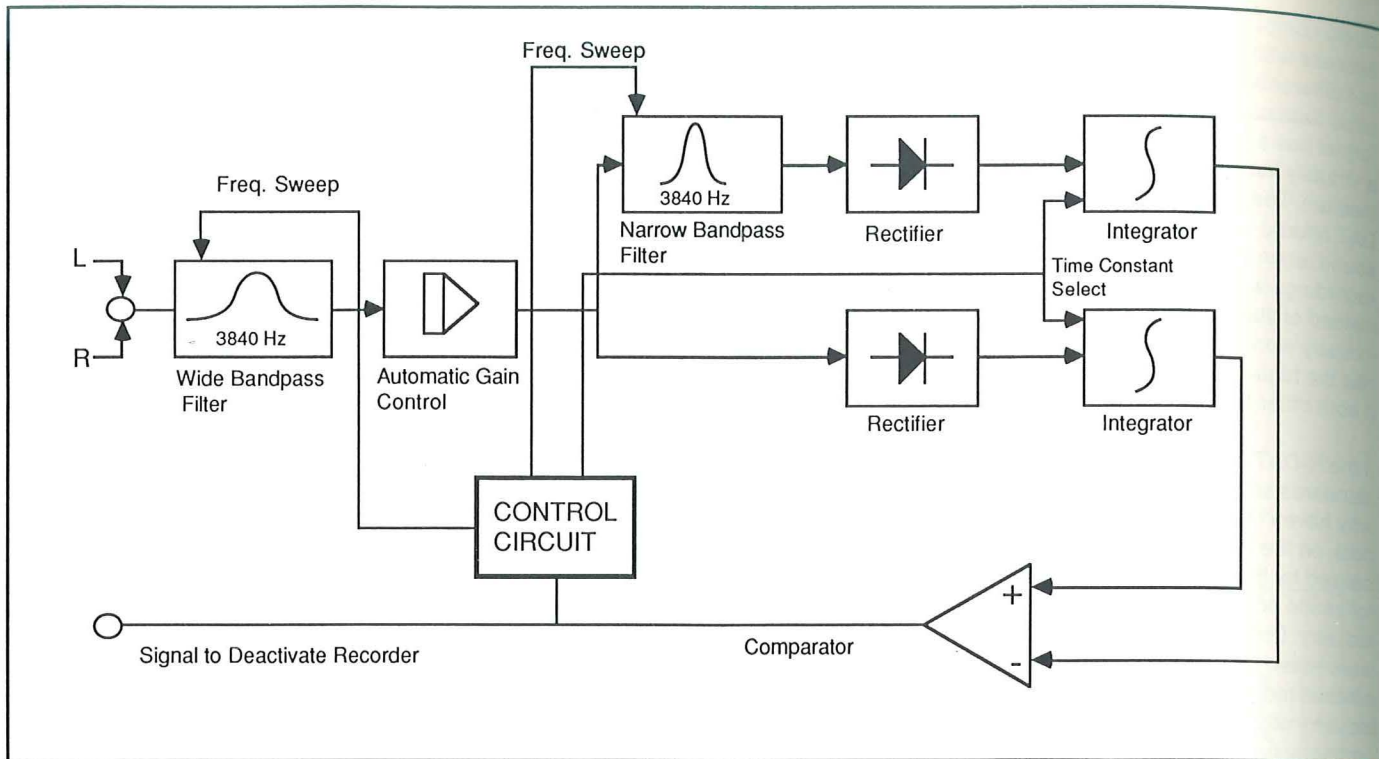 Freq. Sweep
Freq. Sweep
3840 Hz
Narrow Bandpass
Filter
Rectifier
Integrator
L
R
3840 Hz
Wide Bandpass
Filter
Automatic Gain
Control
Time Constant
Select
Rectifier
Integrator
CONTROL
CIRCUIT
+
-
Signal to Deactivate Recorder
Comparator